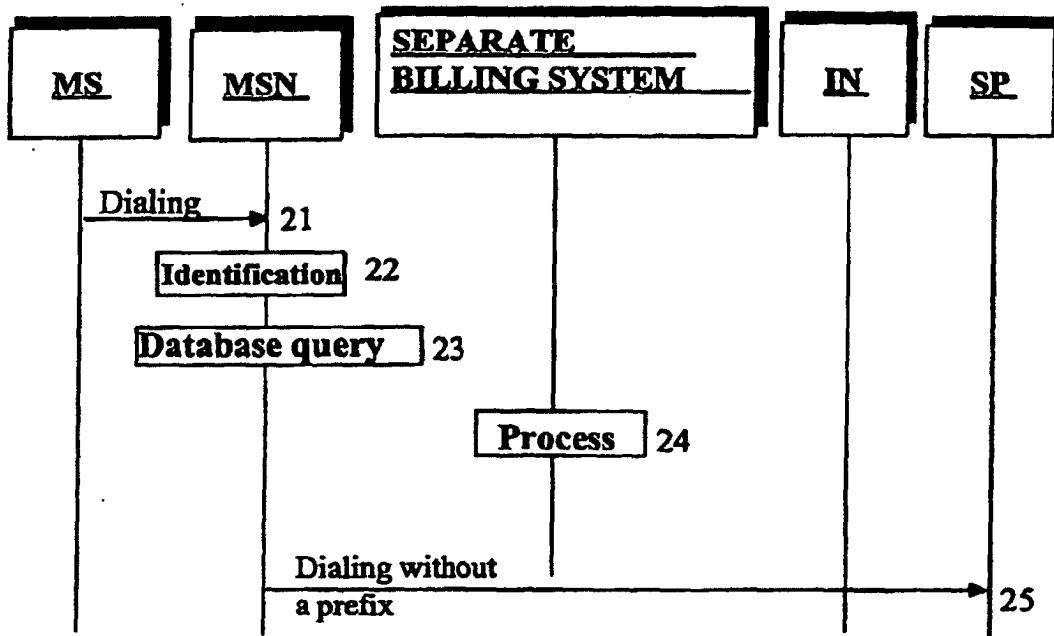 MS
MSN
SEPARATE
BILLING SYSTEM
IN
SP
Dialing
21
Identification
22
Database query
23
Process
24
Dialing without
a prefix
25